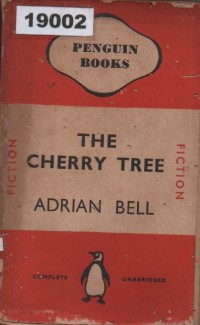 19002
PENGUIN
BOOKS
THE
CHERRY TREE
FICTION
FICTION
ADRIAN BELL
COMPLETE UNABRIDGED